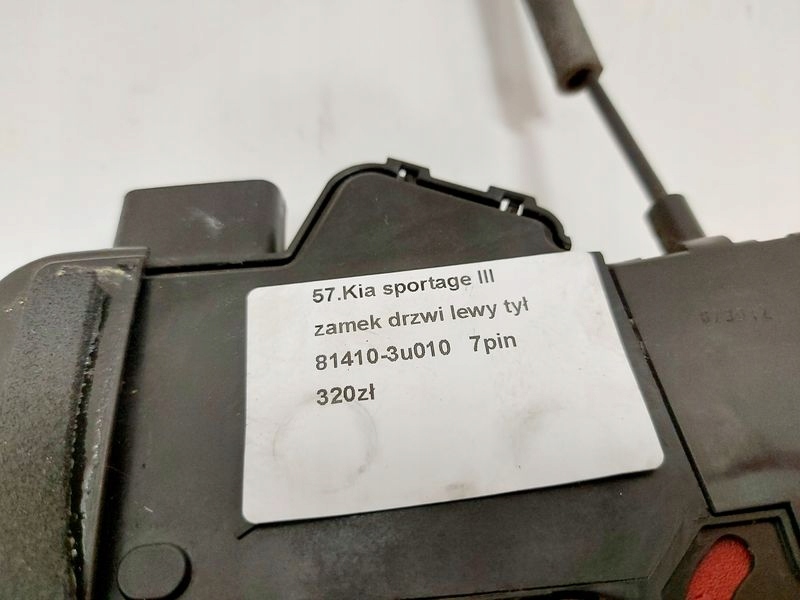 57.Kia sportage III
zamek drzwi lewy tył
81410-3u010 7pin
320zł